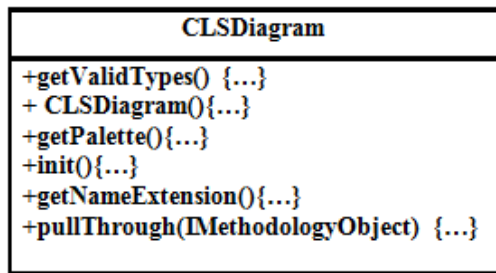 CLSDiagram
+getValidTypes() {...}
+ CLSDiagram(){...}
+getPalette(){...}
+init(){...}
+getNameExtension(){...}
+pullThrough(IMethodologyObject) {...}